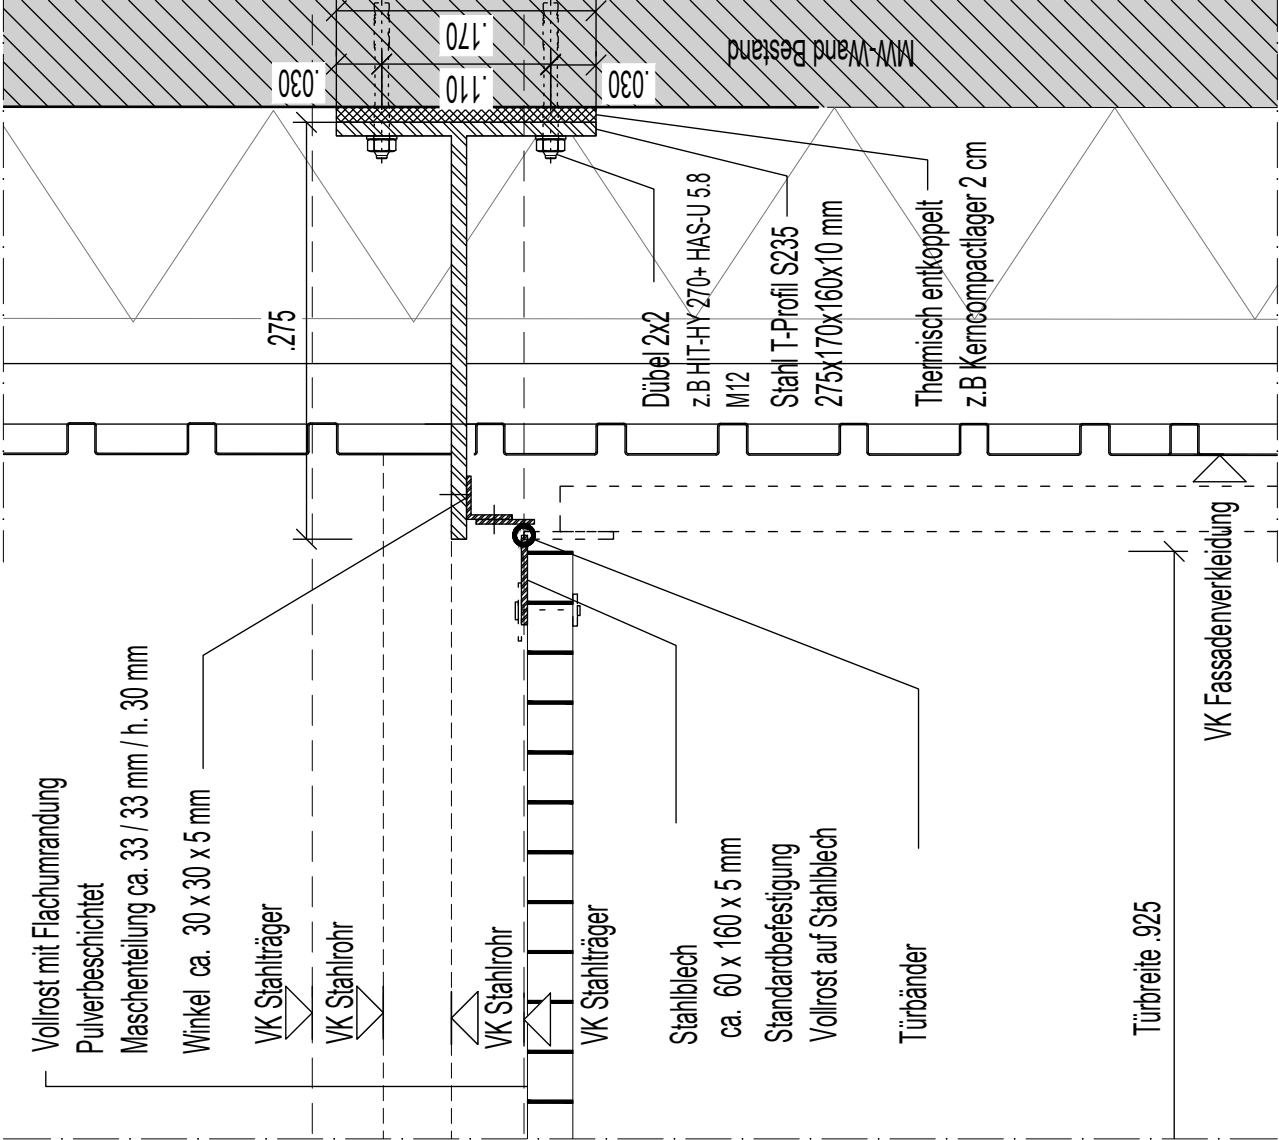 Vollrost mit Flachumrandung
Pulverbeschichtet
Maschenteilung ca. 33 / 33 mm / h. 30 mm
Winkel ca. 30 x 30 x 5 mm
VK Stahlträger
VK Stahlrohr
VK Stahlrohr
VK Stahlträger
Stahlblech
ca. 60 x 160 x 5 mm
Standardbefestigung
Vollrost auf Stahlblech
Türbänder
Türbreite .925
VK Fassadenverkleidung
.275
Dübel 2x2
z.B HIT-HY 270+ HAS-U 5.8
M12
Stahl T-Profil S235
275x170x160x10 mm
Thermisch entkoppelt
z.B Kerncompactlager 2 cm
.030
.170
.110
.030
MW-Wand Bestand